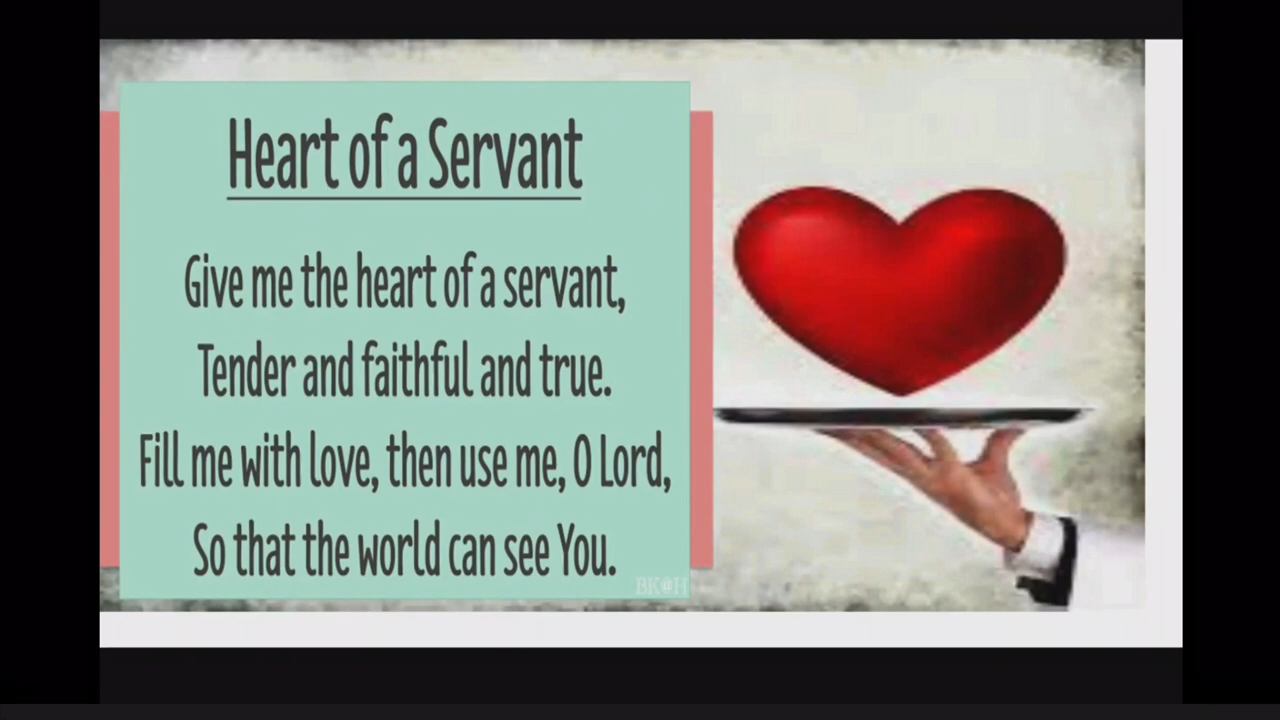 Heart of a Servant
Give me the heart of a servant,
Tender and faithful and true.
Fill me with love, then use me, O Lord,
So that the world can see You.
BK@H